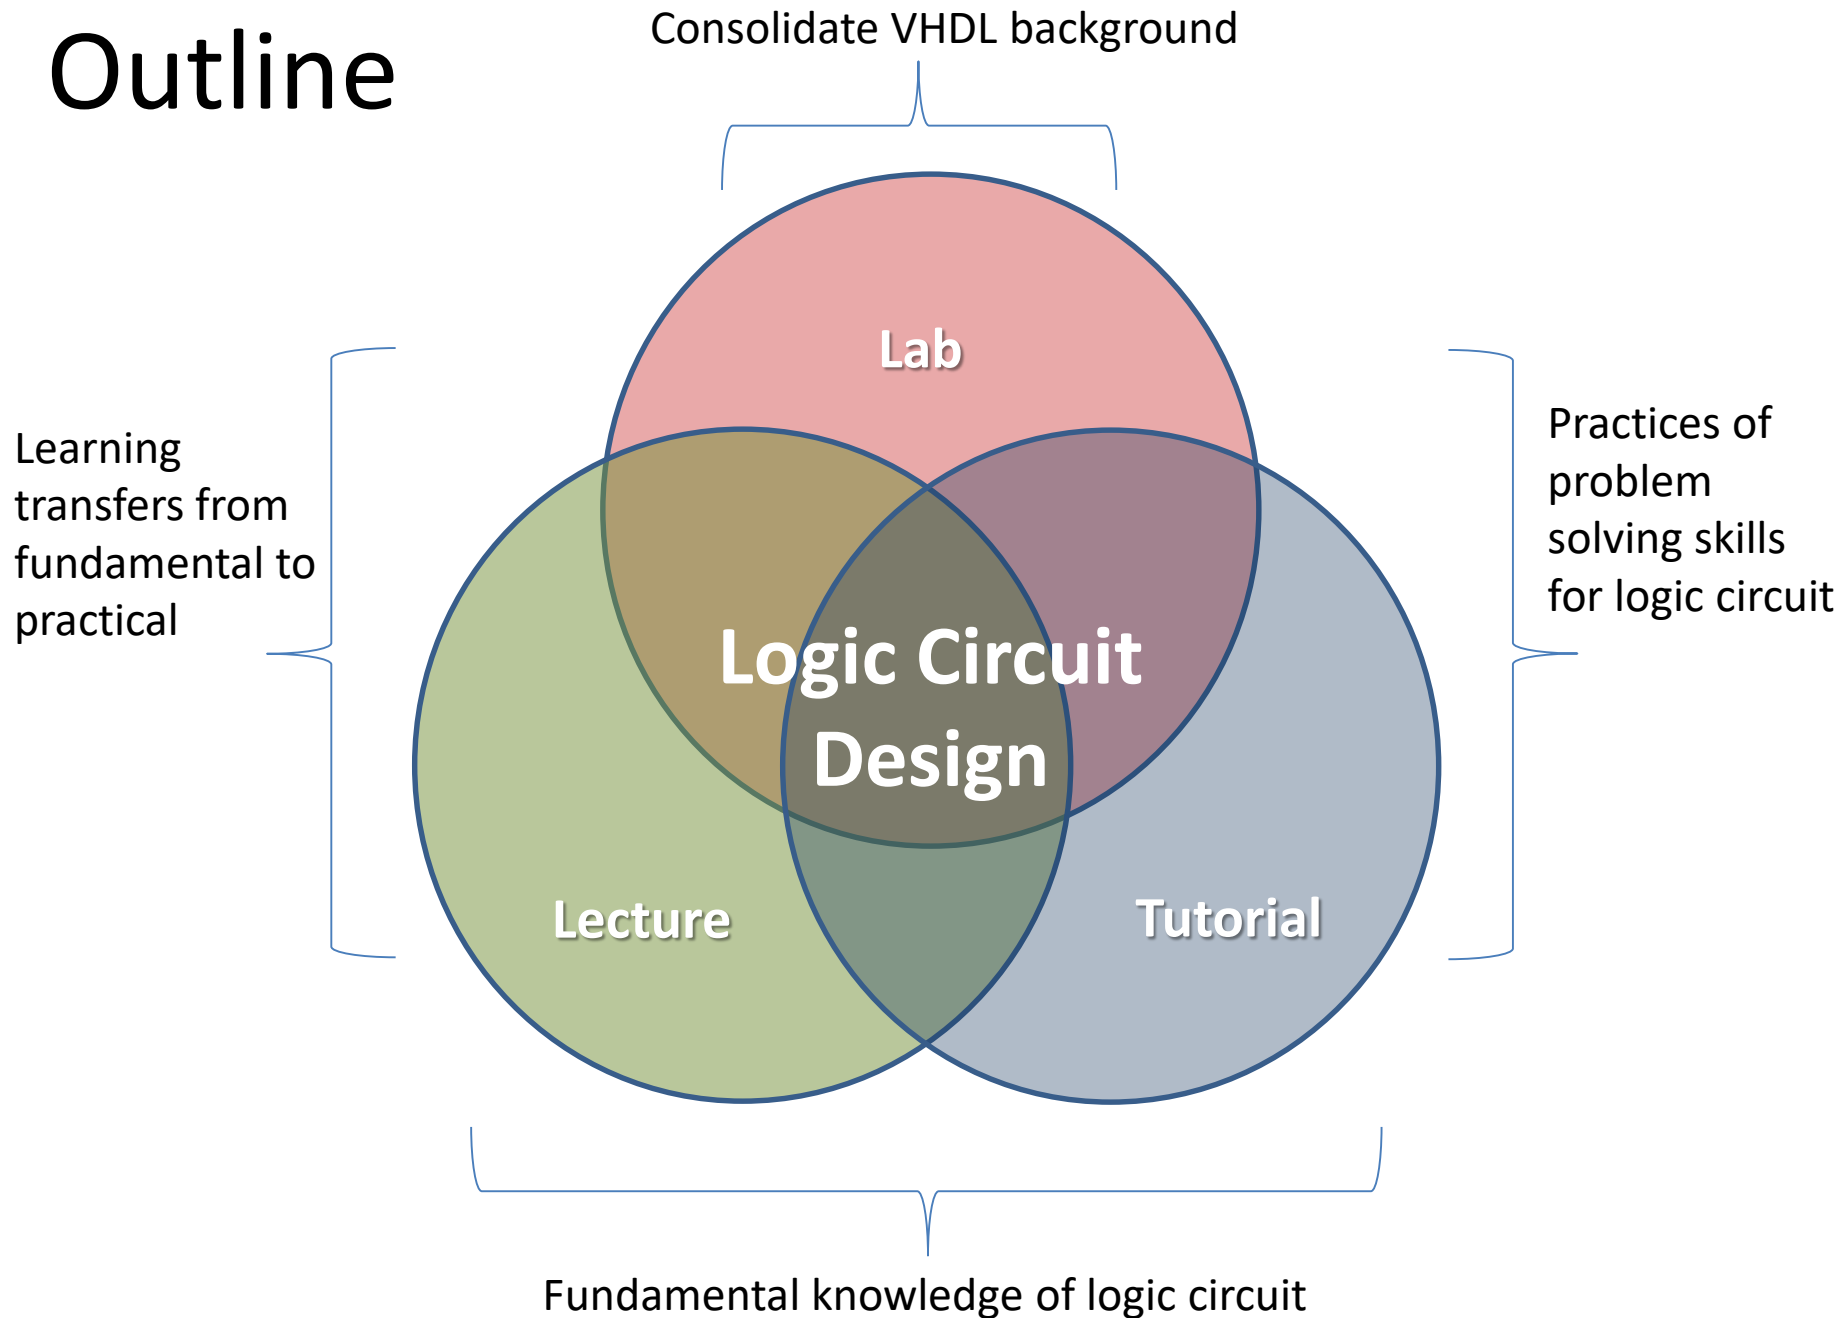 Outline
Consolidate VHDL background
Lab
Learning
transfers from
fundamental to
practical
Practices of
problem
solving skills
for logic circuit
Logic Circuit
Design
Lecture
Tutorial
Fundamental knowledge of logic circuit